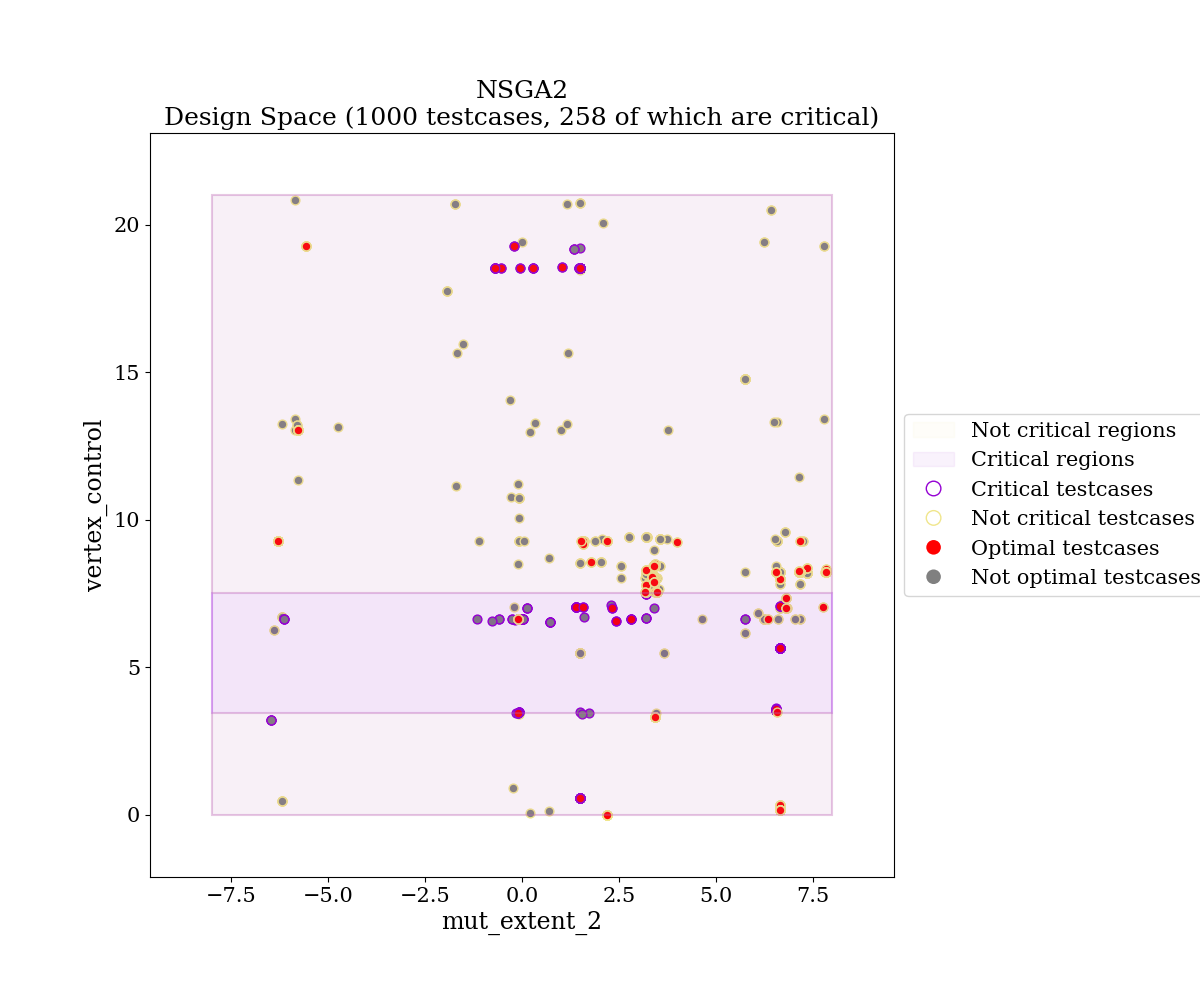 NSGA2
Design Space (1000 testcases, 258 of which are critical)
20
15
10
5
0
vertex_control
−7.5
−5.0
−2.5
0.0
2.5
5.0
7.5
mut_extent_2
Not critical regions
Critical regions
Critical testcases
Not critical testcases
Optimal testcases
Not optimal testcases